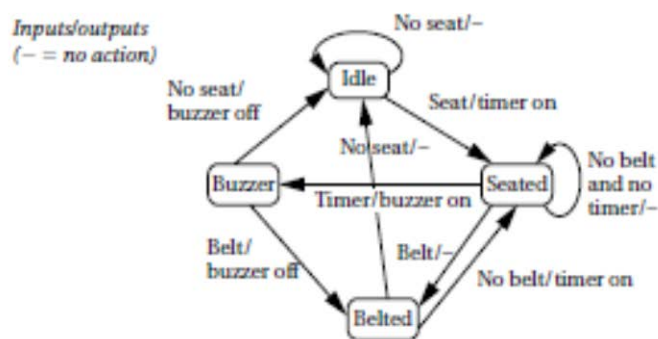 Inputs/outputs
(– = no action)
No seat/–
Idle
No seat/
buzzer off
Seat/timer on
No seat/–
Buzzer
Seated
No belt
and no
timer/–
Timer/buzzer on
Belt/
buzzer off
Belt/–
No belt/timer on
Belted